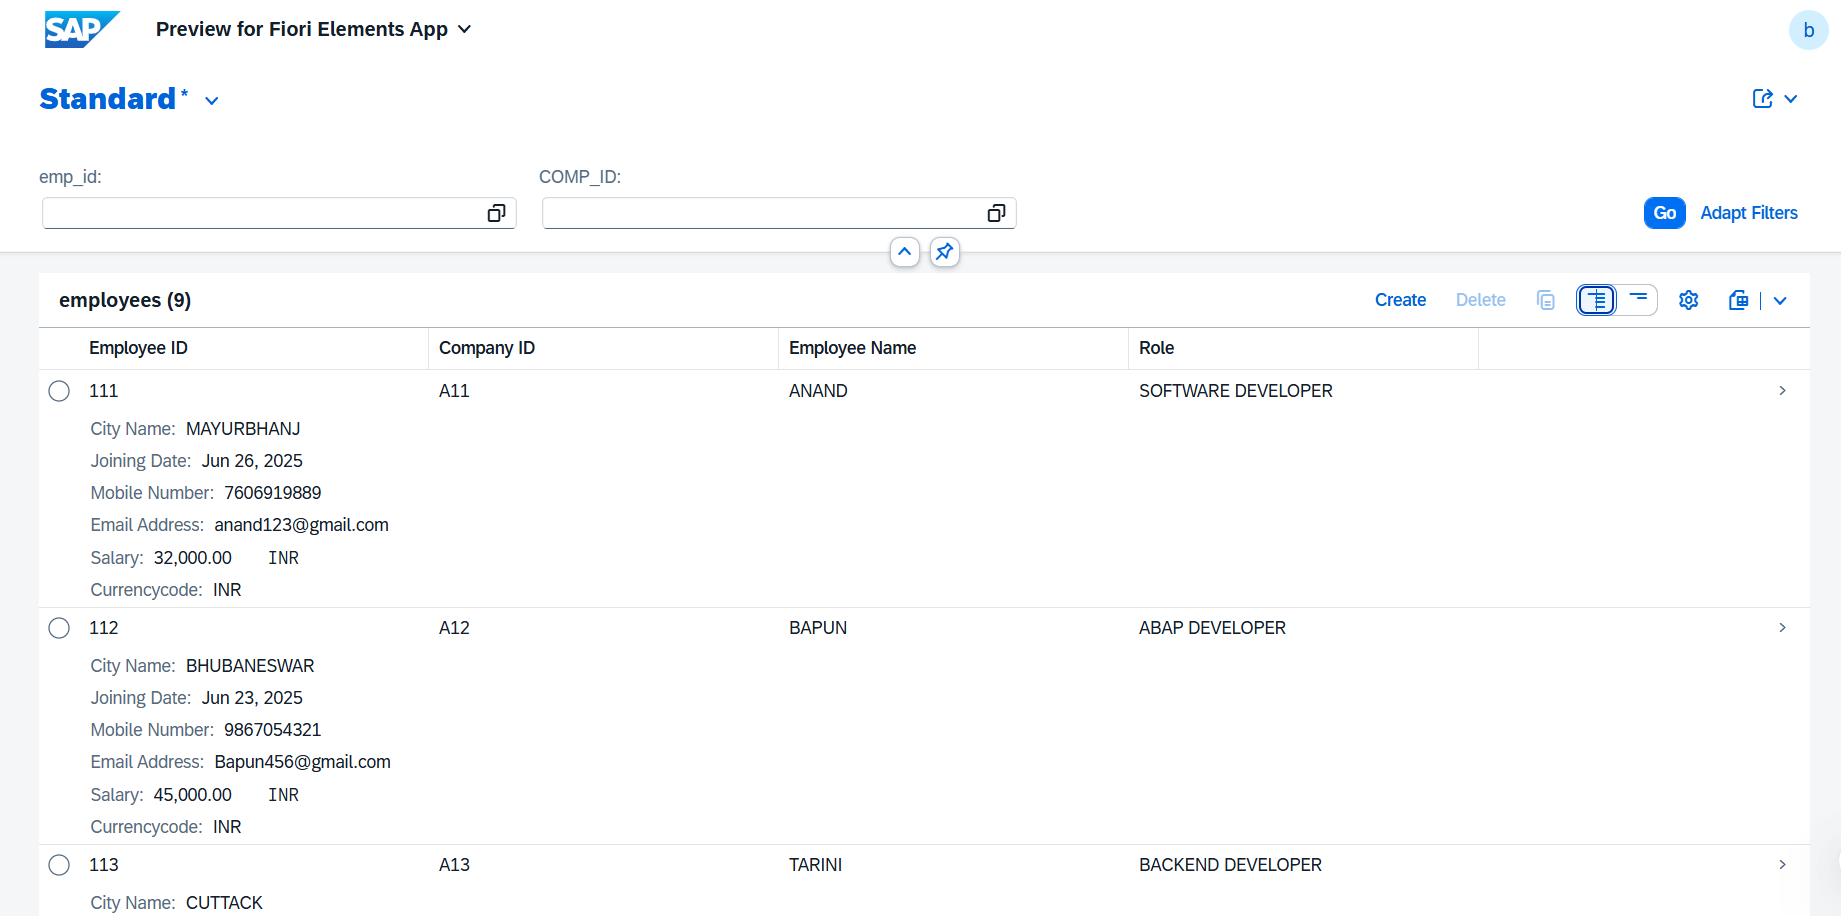 SAP Preview for Fiori Elements App b
Standard *
emp_id: COMP_ID:
Go Adapt Filters
employees (9) Create Delete
Employee ID Company ID Employee Name Role
111 A11 ANAND SOFTWARE DEVELOPER
City Name: MAYURBHANJ
Joining Date: Jun 26, 2025
Mobile Number: 7606919889
Email Address: anand123@gmail.com
Salary: 32,000.00 INR
Currencycode: INR
112 A12 BAPUN ABAP DEVELOPER
City Name: BHUBANESWAR
Joining Date: Jun 23, 2025
Mobile Number: 9867054321
Email Address: Bapun456@gmail.com
Salary: 45,000.00 INR
Currencycode: INR
113 A13 TARINI BACKEND DEVELOPER
City Name: CUTTACK